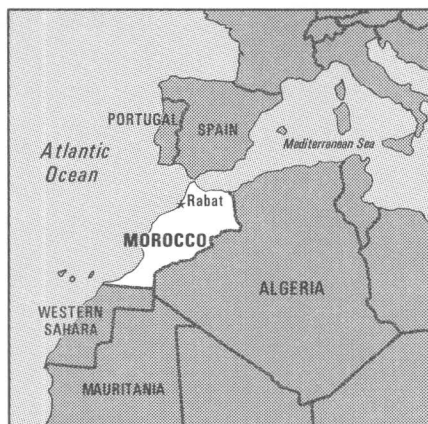 PORTUGAL
SPAIN
Mediterranean Sea
Atlantic
Ocean
Rabat
MOROCCO
ALGERIA
WESTERN
SAHARA
MAURITANIA